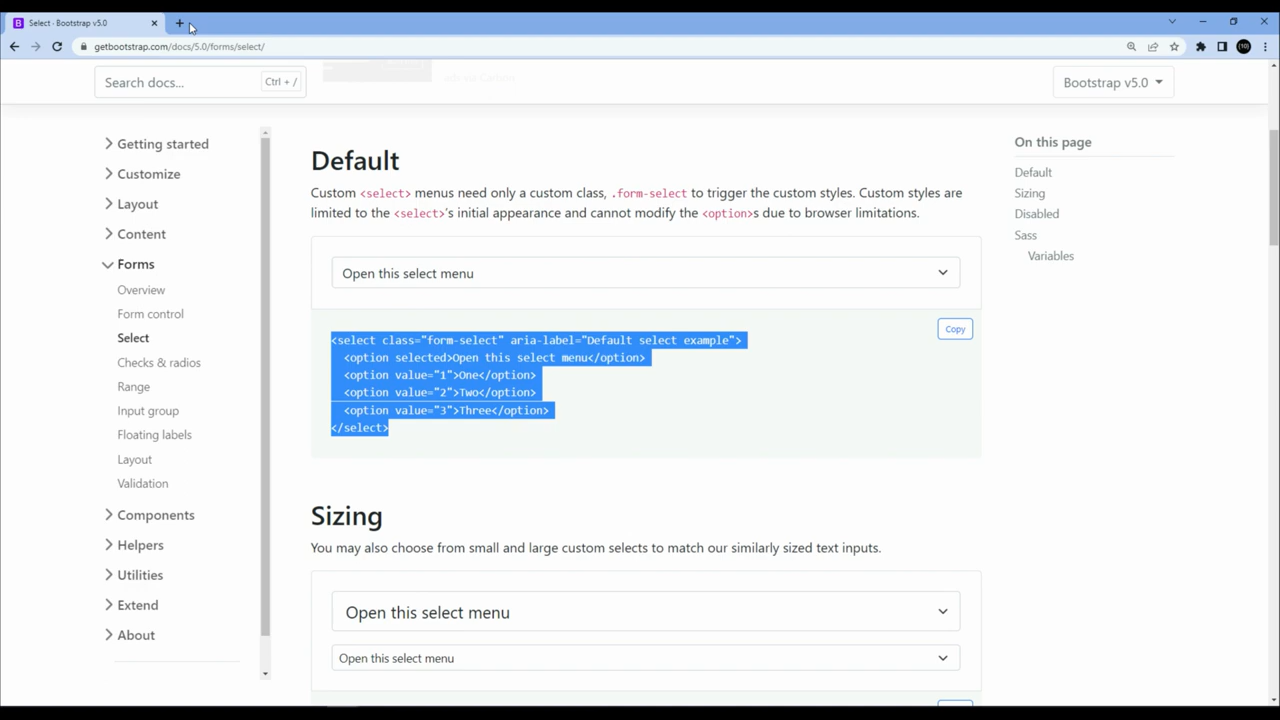 Select · Bootstrap v5.0
getbootstrap.com/docs/5.0/forms/select/
Search docs...
Ctrl + /
Bootstrap v5.0
Getting started
Customize
Layout
Content
Forms
Overview
Form control
Select
Checks & radios
Range
Input group
Floating labels
Layout
Validation
Components
Helpers
Utilities
Extend
About
Default
Custom <select> menus need only a custom class, .form-select to trigger the custom styles. Custom styles are
limited to the <select>'s initial appearance and cannot modify the <option>s due to browser limitations.
Open this select menu
Copy
<select class="form-select" aria-label="Default select example">
<option selected>Open this select menu</option>
<option value="1">One</option>
<option value="2">Two</option>
<option value="3">Three</option>
</select>
Sizing
You may also choose from small and large custom selects to match our similarly sized text inputs.
Open this select menu
Open this select menu
On this page
Default
Sizing
Disabled
Sass
Variables